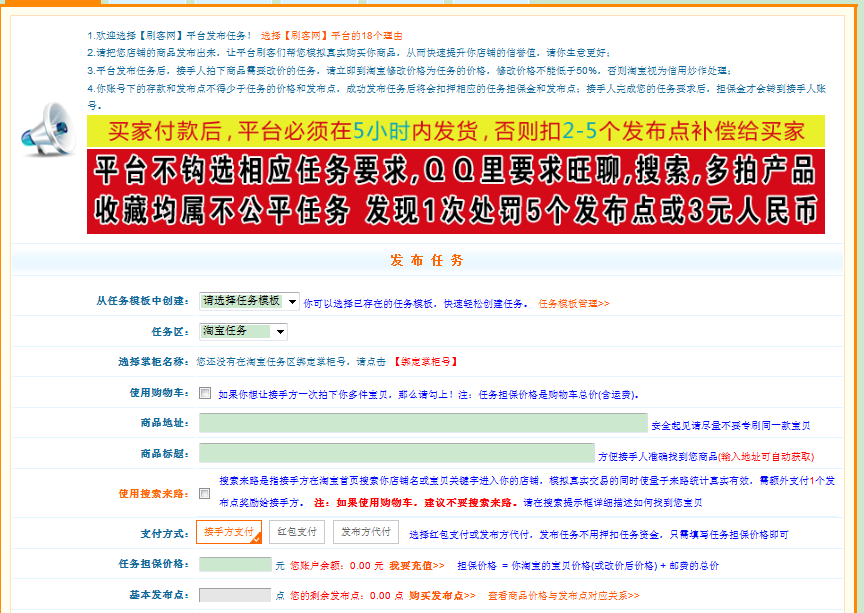 1.欢迎选择【刷客网】平台发布任务! 选择【刷客网】平台的18个理由
2.请把您店铺的商品发布出来，让平台刷客们帮您模拟真实购买你商品，从而快速提升你店铺的信誉值，请你生意更好;
3.平台发布任务后，接手人拍下商品需要改价的任务，请立即到淘宝修改价格为任务的价格，修改价格不能低于50%，否则淘宝视为信用炒作处理;
4.你账号下的存款和发布点不得少于任务的价格和发布点，成功发布任务后将会扣押相应的任务担保金和发布点；接手人完成您的任务要求后，担保金才会转到接手人账
号。
买家付款后,平台必须在5小时内发货,否则扣2-5个发布点补偿给买家
平台不钩选相应任务要求,QQ里要求旺聊,搜索,多拍产品
收藏均属不公平任务 发现1次处罚5个发布点或3元人民币
发布任务
从任务模板中创建: 请选择任务模板 你可以选择已存在的任务模板，快速轻松创建任务。 任务模板管理>>
任务区: 淘宝任务
选择掌柜名称: 您还没有在淘宝任务区绑定掌柜号，请点击 【绑定掌柜号】
使用购物车: 如果你想让接手方一次拍下你多件宝贝，那么请勾上！注：任务担保价格是购物车总价(含运费)。
商品地址: 安全起见请尽量不要专刷同一款宝贝
商品标题: 方便接手人准确找到您商品(输入地址可自动获取)
使用搜索来路: 搜索来路是指接手方在淘宝首页搜索你店铺名或宝贝关键字进入你的店铺，模拟真实交易的同时使量子来路统计真实有效，需额外支付1个发
布点奖励给接手方。 注：如果使用购物车。建议不要搜索来路。请在搜索提示框详细描述如何找到您宝贝
支付方式: 接手方支付 红包支付 发布方代付 选择红包支付或发布方代付，发布任务不用押扣任务资金，只需填写任务担保价格即可
任务担保价格: 元 您账户余额: 0.00 元 我要充值>> 担保价格 = 你淘宝的宝贝价格(或改价后价格) + 邮费的总价
基本发布点: 点 您的剩余发布点: 0.00 点 购买发布点>> 查看商品价格与发布点对应关系>>